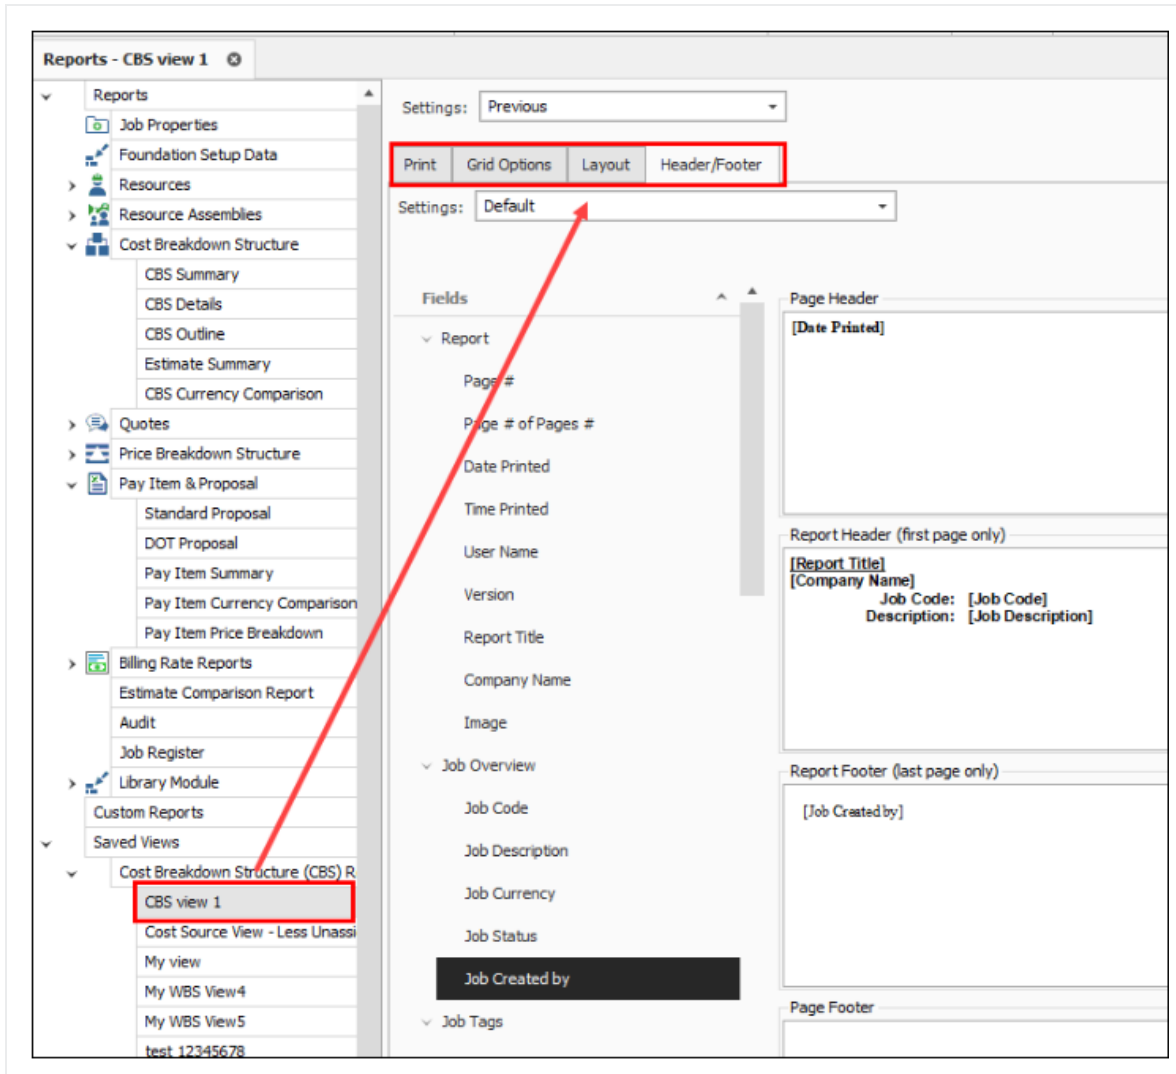 Reports - CBS view 1
Reports
Job Properties
Foundation Setup Data
Resources
Resource Assemblies
Cost Breakdown Structure
CBS Summary
CBS Details
CBS Outline
Estimate Summary
CBS Currency Comparison
Quotes
Price Breakdown Structure
Pay Item & Proposal
Standard Proposal
DOT Proposal
Pay Item Summary
Pay Item Currency Comparison
Pay Item Price Breakdown
Billing Rate Reports
Estimate Comparison Report
Audit
Job Register
Library Module
Custom Reports
Saved Views
Cost Breakdown Structure (CBS) R
CBS view 1
Cost Source View - Less Unassi
My view
My WBS View4
My WBS View5
test 12345678
Settings: Previous
Print Grid Options Layout Header/Footer
Settings: Default
Fields
Report
Page #
Page # of Pages #
Date Printed
Time Printed
User Name
Version
Report Title
Company Name
Image
Job Overview
Job Code
Job Description
Job Currency
Job Status
Job Created by
Job Tags
Page Header
[Date Printed]
Report Header (first page only)
[Report Title]
[Company Name]
Job Code: [Job Code]
Description: [Job Description]
Report Footer (last page only)
[Job Created by]
Page Footer